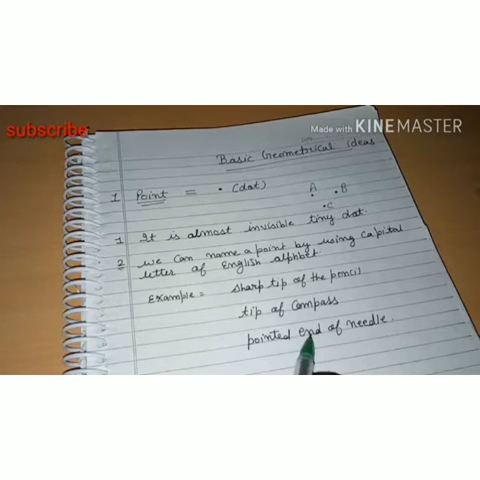 subscribe
Made with KINEMASTER
Basic Geometrical ideas
1 Point = • (dot)
A B
C
1 It is almost invisible tiny dot.
2 we can name a point by using capital
letter of English alphbet.
Example = sharp tip of the pencil
tip of compass
pointed end of needle.